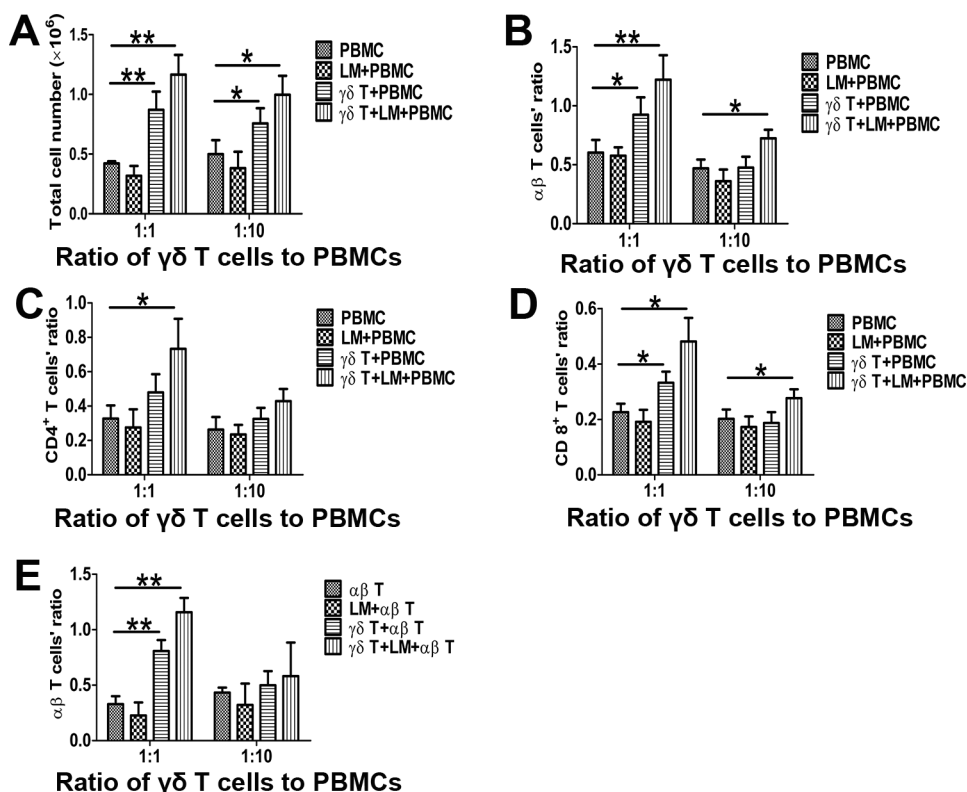 A
Total cell number (×10⁶)
1.5
1.0
0.5
0.0
**
**
*
*
PBMC
LM+PBMC
γδ T+PBMC
γδ T+LM+PBMC
1:1
1:10
Ratio of γδ T cells to PBMCs
B
αβ T cells' ratio
1.5
1.0
0.5
0.0
**
*
*
PBMC
LM+PBMC
γδ T+PBMC
γδ T+LM+PBMC
1:1
1:10
Ratio of γδ T cells to PBMCs
C
CD4⁺ T cells' ratio
1.0
0.8
0.6
0.4
0.2
0.0
*
PBMC
LM+PBMC
γδ T+PBMC
γδ T+LM+PBMC
1:1
1:10
Ratio of γδ T cells to PBMCs
D
CD 8⁺ T cells' ratio
0.6
0.4
0.2
0.0
*
*
*
PBMC
LM+PBMC
γδ T+PBMC
γδ T+LM+PBMC
1:1
1:10
Ratio of γδ T cells to PBMCs
E
αβ T cells' ratio
1.5
1.0
0.5
0.0
**
**
αβ T
LM+αβ T
γδ T+αβ T
γδ T+LM+αβ T
1:1
1:10
Ratio of γδ T cells to PBMCs